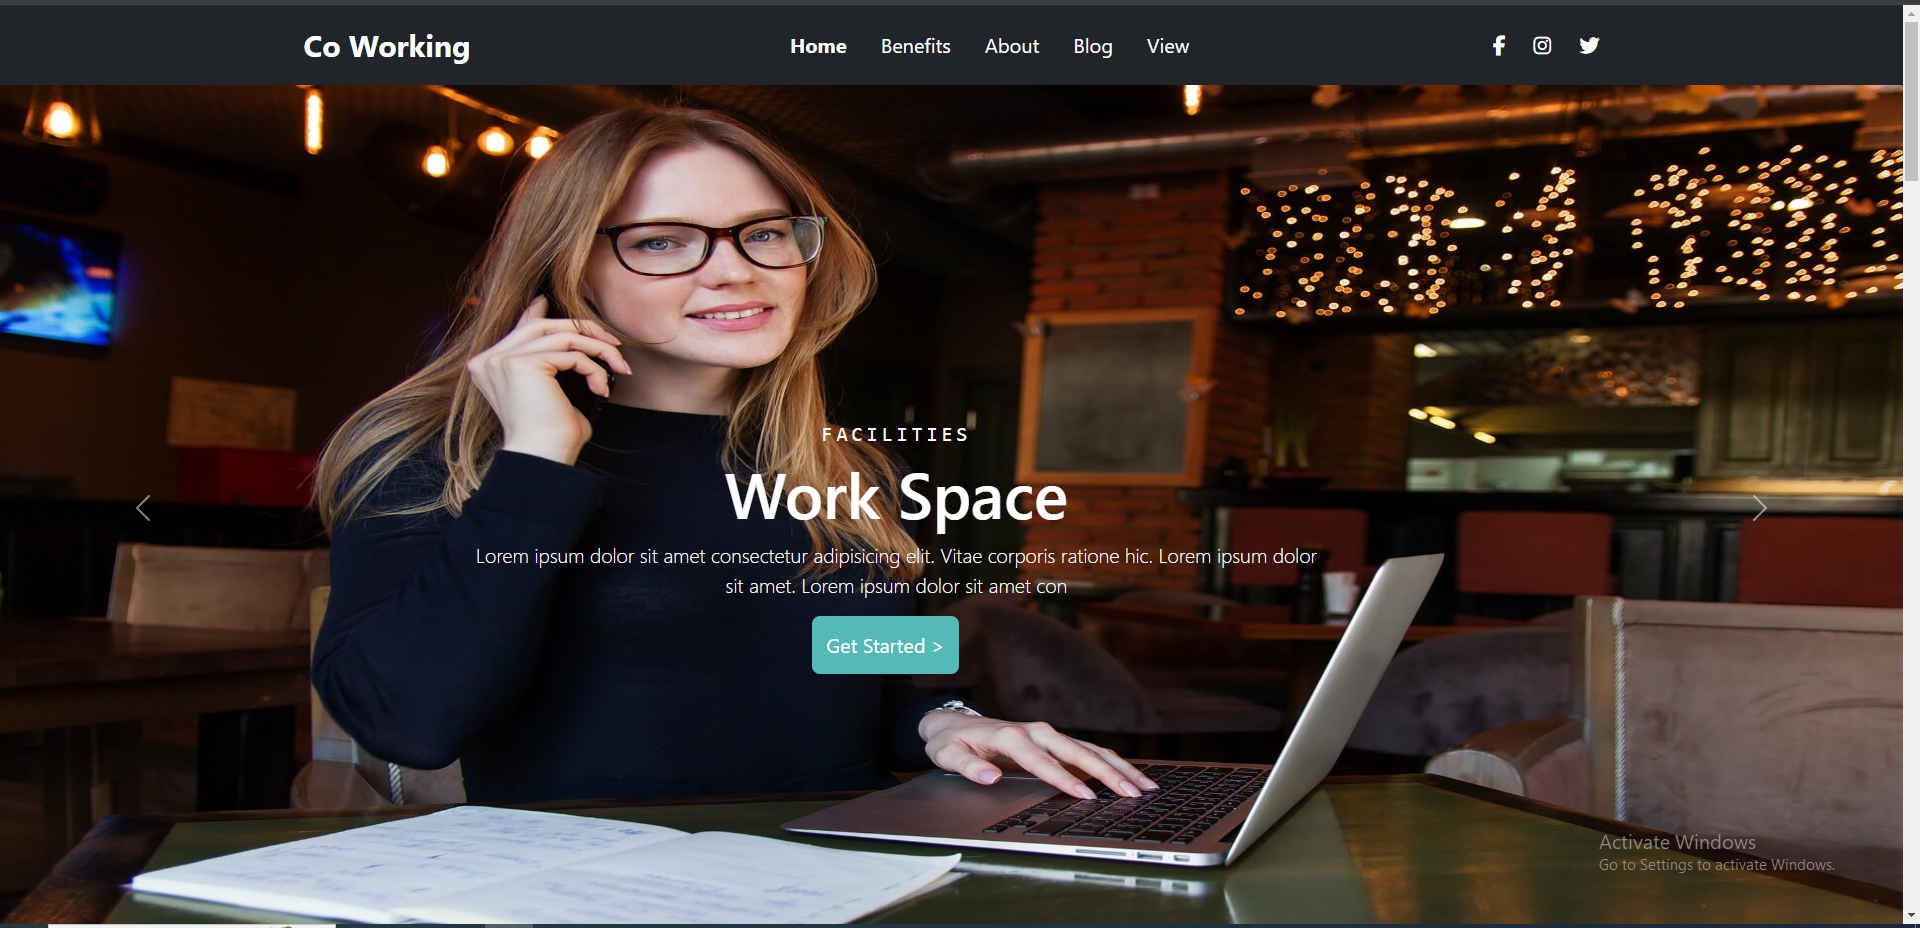 Co Working
Home Benefits About Blog View
FACILITIES
Work Space
Lorem ipsum dolor sit amet consectetur adipisicing elit. Vitae corporis ratione hic. Lorem ipsum dolor
sit amet. Lorem ipsum dolor sit amet con
Get Started >
Activate Windows
Go to Settings to activate Windows.